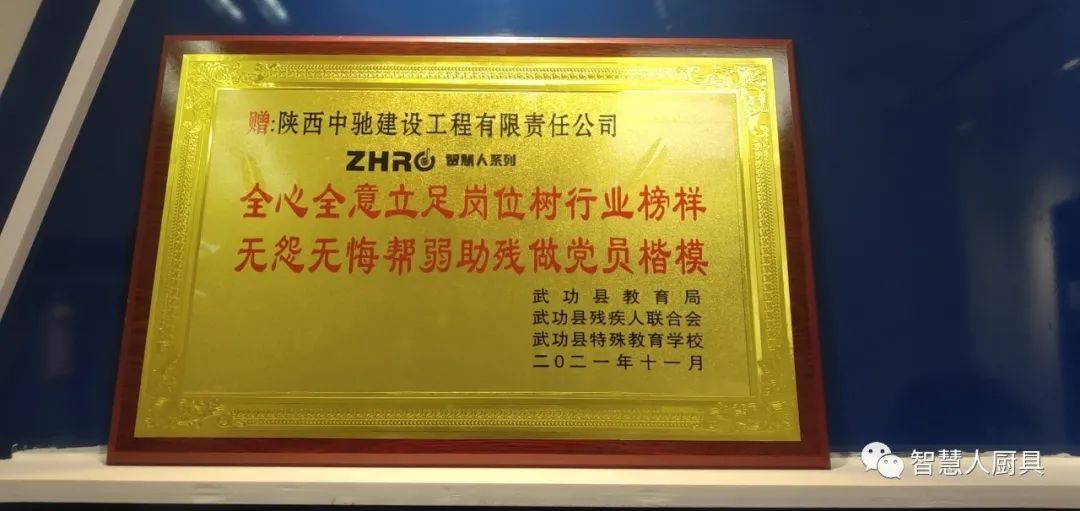 赠:陕西中驰建设工程有限责任公司
ZHRC 智慧人系列
全心全意立足岗位树行业榜样
无怨无悔帮弱助残做党员楷模
武功县教育局
武功县残疾人联合会
武功县特殊教育学校
二〇二一年十一月
智慧人厨具